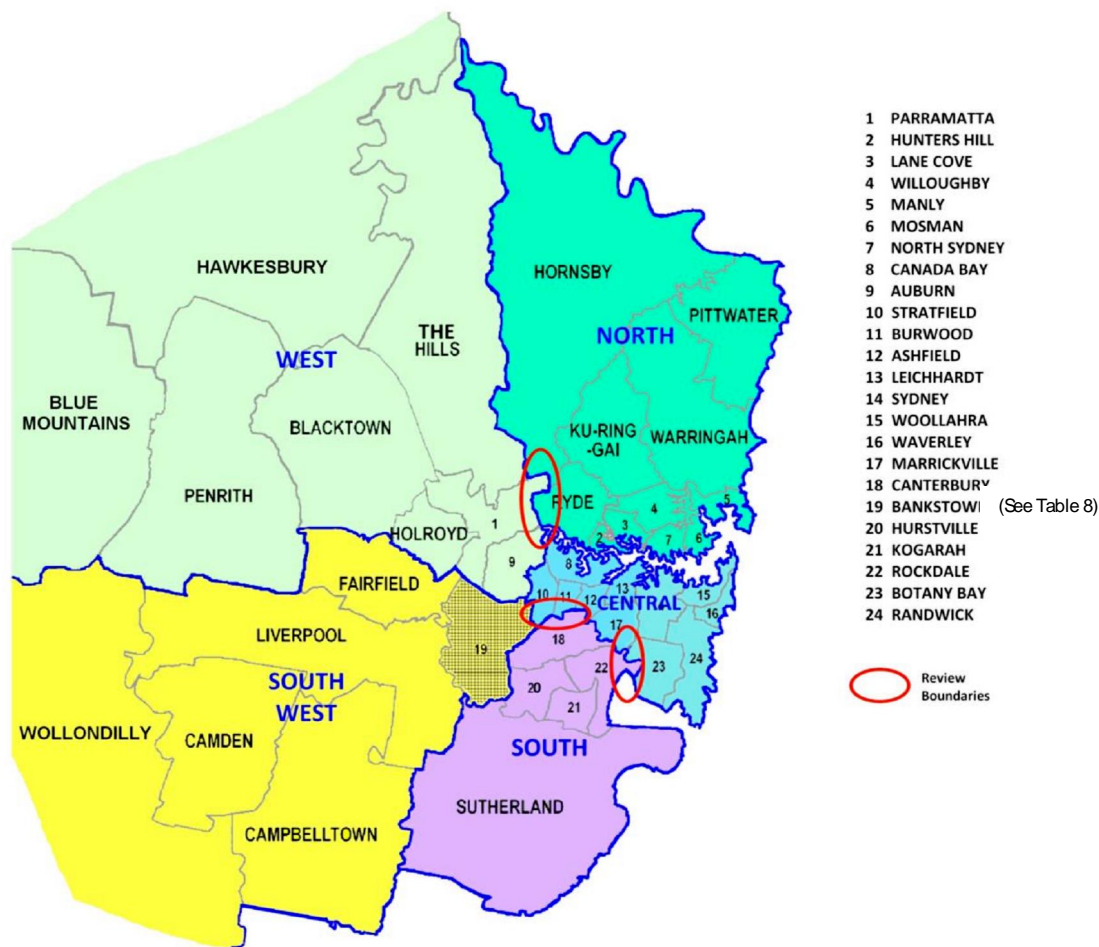 HAWKESBURY
HORNSBY
PITTWATER
THE
HILLS
WEST
NORTH
BLUE
MOUNTAINS
BLACKTOWN
KU-RING
-GAI
WARRINGAH
PENRITH
RYDE
HOLROYD
1
2
3
4
5
6
7
8
9
FAIRFIELD
10
11
12
13
CENTRAL
15
16
17
LIVERPOOL
18
19
SOUTH
WEST
20
21
22
23
24
WOLLONDILLY
CAMDEN
SOUTH
SUTHERLAND
CAMPBELLTOWN
1 PARRAMATTA
2 HUNTERS HILL
3 LANE COVE
4 WILLOUGHBY
5 MANLY
6 MOSMAN
7 NORTH SYDNEY
8 CANADA BAY
9 AUBURN
10 STRATFIELD
11 BURWOOD
12 ASHFIELD
13 LEICHHARDT
14 SYDNEY
15 WOOLLAHRA
16 WAVERLEY
17 MARRICKVILLE
18 CANTERBURY
19 BANKSTOWN (See Table 8)
20 HURSTVILLE
21 KOGARAH
22 ROCKDALE
23 BOTANY BAY
24 RANDWICK
Review
Boundaries